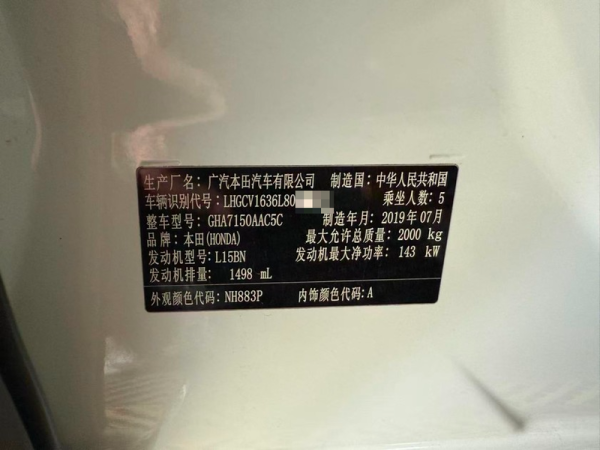 生产厂名：广汽本田汽车有限公司 制造国：中华人民共和国
车辆识别代号：LHGCV1636L80 乘坐人数：5
整车型号：GHA7150AAC5C 制造年月：2019年07月
品牌：本田(HONDA) 最大允许总质量：2000 kg
发动机型号：L15BN 发动机最大净功率：143 kW
发动机排量：1498 mL
外观颜色代码：NH883P 内饰颜色代码：A